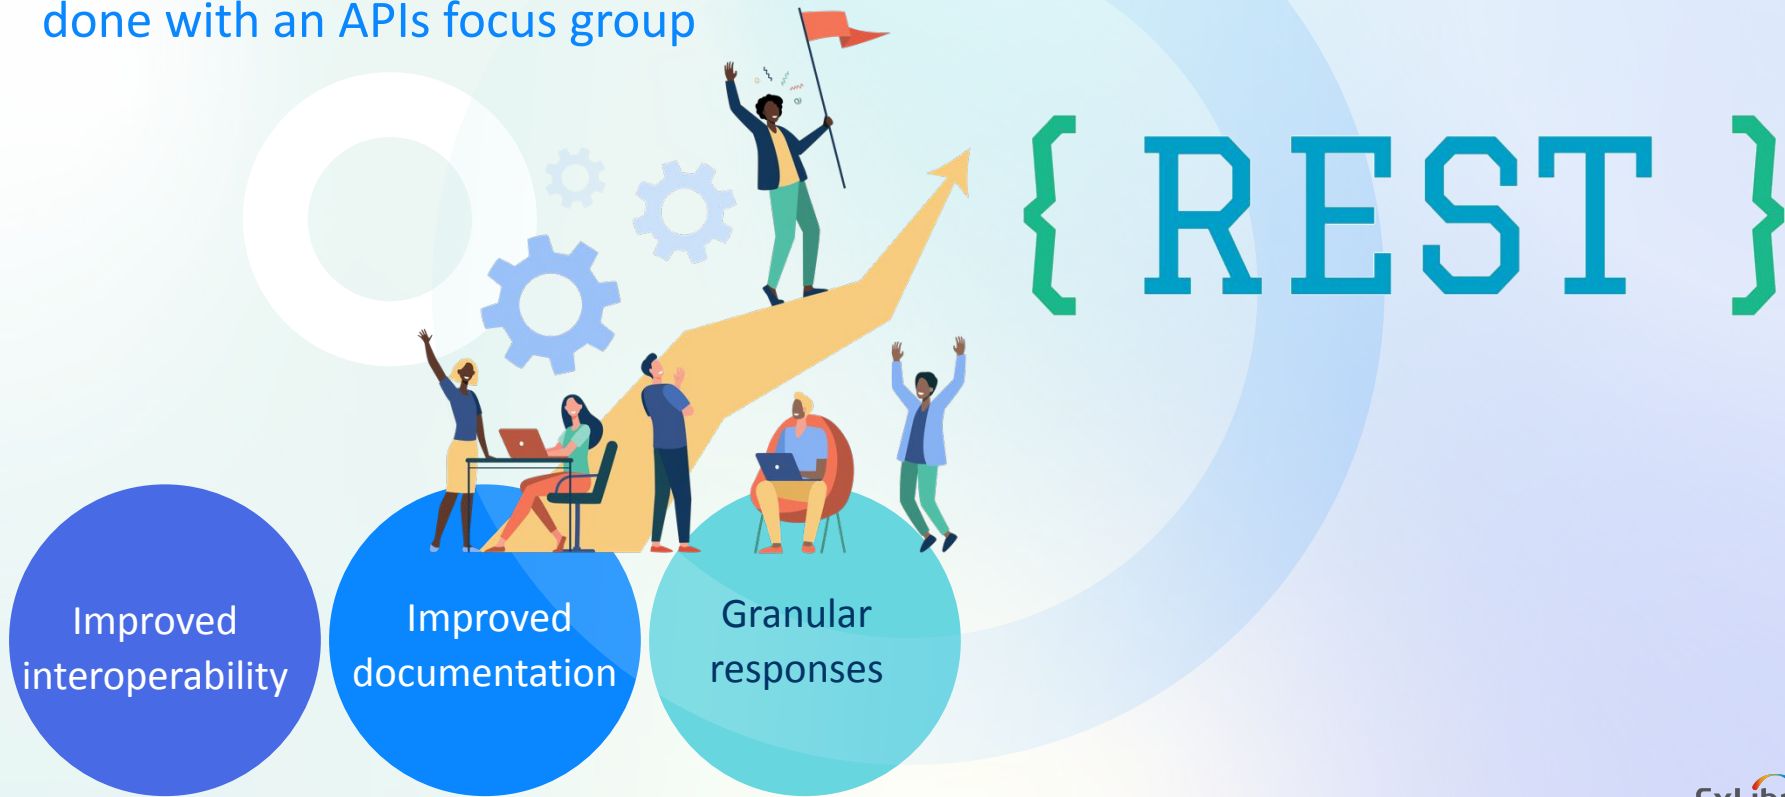 done with an APIs focus group
{ REST }
Improved
interoperability
Improved
documentation
Granular
responses